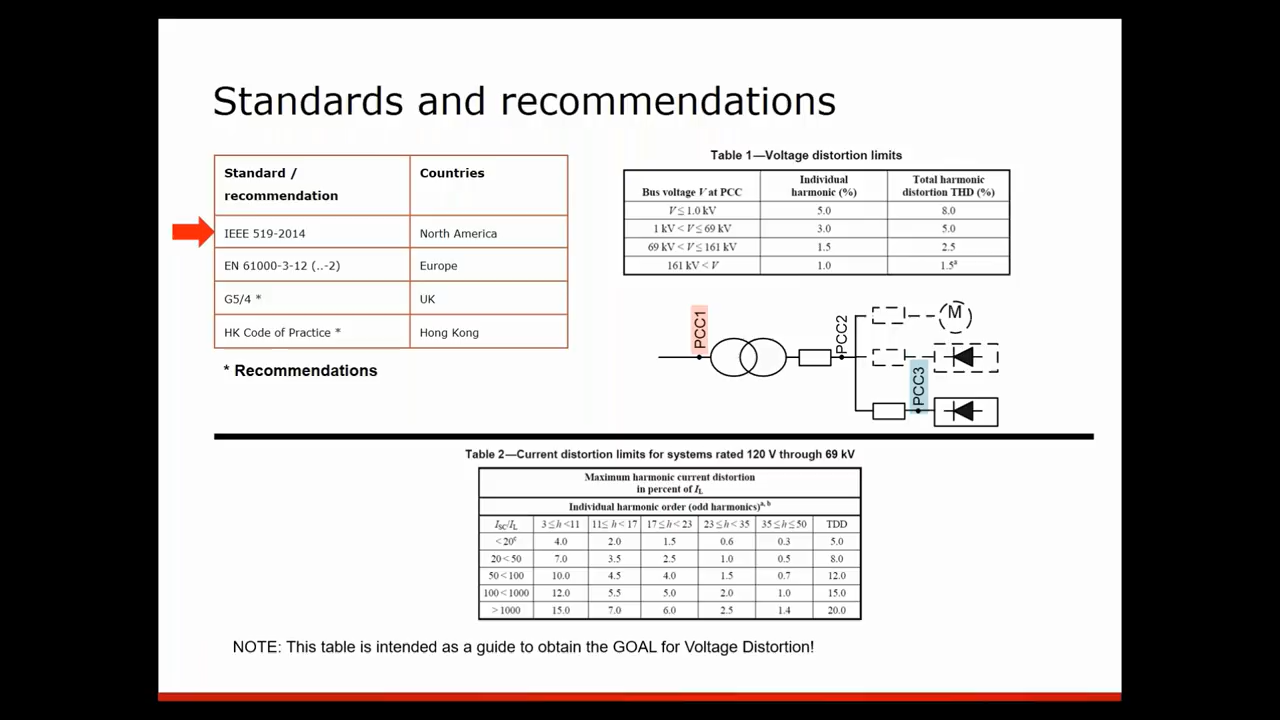 Standards and recommendations
Standard / recommendation Countries
IEEE 519-2014 North America
EN 61000-3-12 (..-2) Europe
G5/4 * UK
HK Code of Practice * Hong Kong
* Recommendations
Table 1—Voltage distortion limits
Bus voltage V at PCC Individual harmonic (%) Total harmonic distortion THD (%)
V ≤ 1.0 kV 5.0 8.0
1 kV < V ≤ 69 kV 3.0 5.0
69 kV < V ≤ 161 kV 1.5 2.5
161 kV < V 1.0 1.5ª
PCC1
PCC2
M
PCC3
Table 2—Current distortion limits for systems rated 120 V through 69 kV
Maximum harmonic current distortion
in percent of IL
Individual harmonic order (odd harmonics)a, b
ISC/IL 3 ≤ h < 11 11 ≤ h < 17 17 ≤ h < 23 23 ≤ h < 35 35 ≤ h ≤ 50 TDD
< 20c 4.0 2.0 1.5 0.6 0.3 5.0
20 < 50 7.0 3.5 2.5 1.0 0.5 8.0
50 < 100 10.0 4.5 4.0 1.5 0.7 12.0
100 < 1000 12.0 5.5 5.0 2.0 1.0 15.0
> 1000 15.0 7.0 6.0 2.5 1.4 20.0
NOTE: This table is intended as a guide to obtain the GOAL for Voltage Distortion!